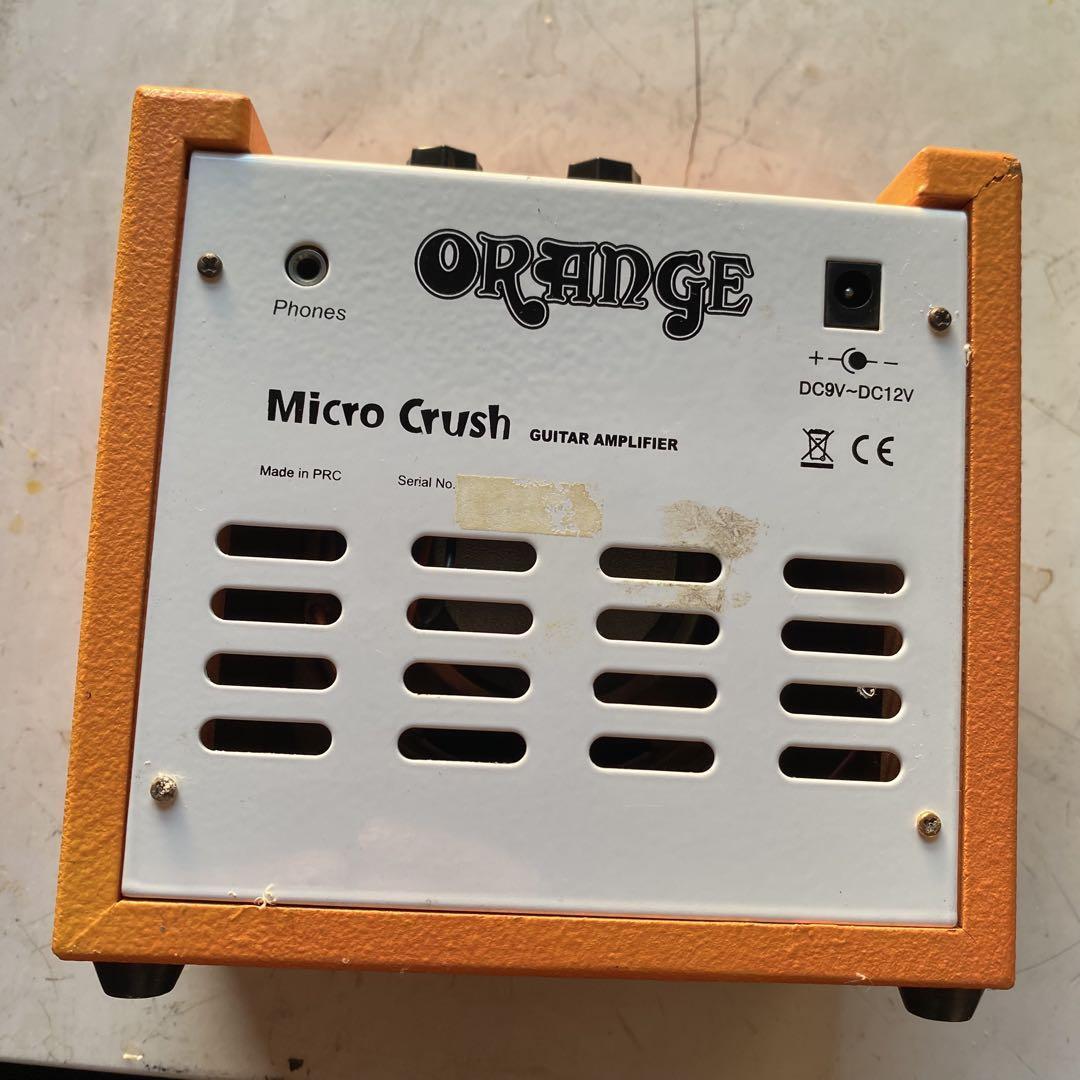 ORANGE
Phones
+ -
DC9V~DC12V
Micro Crush GUITAR AMPLIFIER
CE
Made in PRC
Serial No.